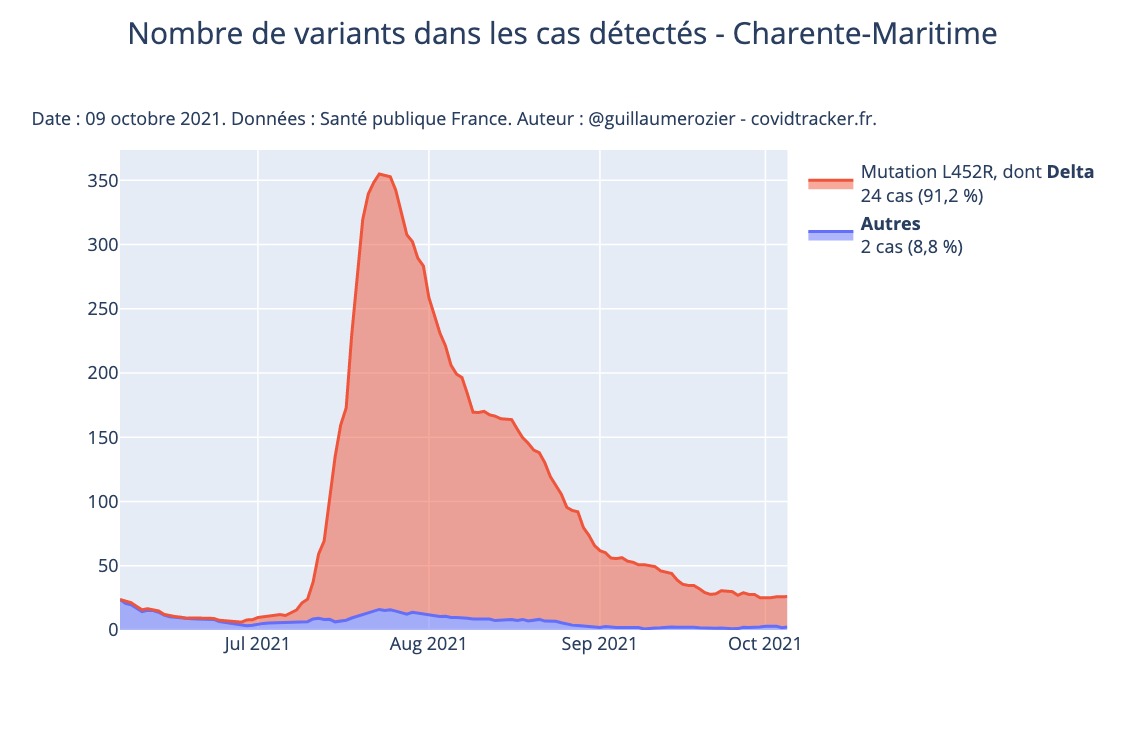 Nombre de variants dans les cas détectés - Charente-Maritime
Date : 09 octobre 2021. Données : Santé publique France. Auteur : @guillaumerozier - covidtracker.fr.
Mutation L452R, dont Delta
24 cas (91,2 %)
Autres
2 cas (8,8 %)
350
300
250
200
150
100
50
0
Jul 2021
Aug 2021
Sep 2021
Oct 2021